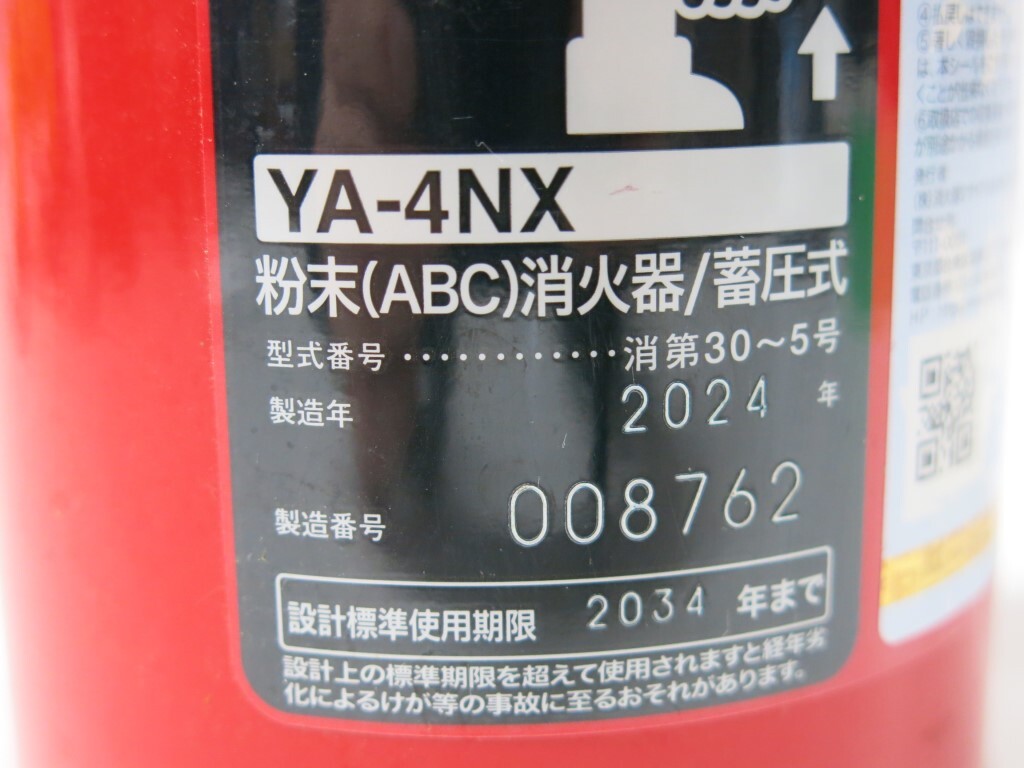 YA-4NX
粉末(ABC)消火器/蓄圧式
型式番号 ············消第30～5号
製造年 2024 年
製造番号 008762
設計標準使用期限 2034 年まで
設計上の標準期限を超えて使用されますと経年劣
化によるけが等の事故に至るおそれがあります。